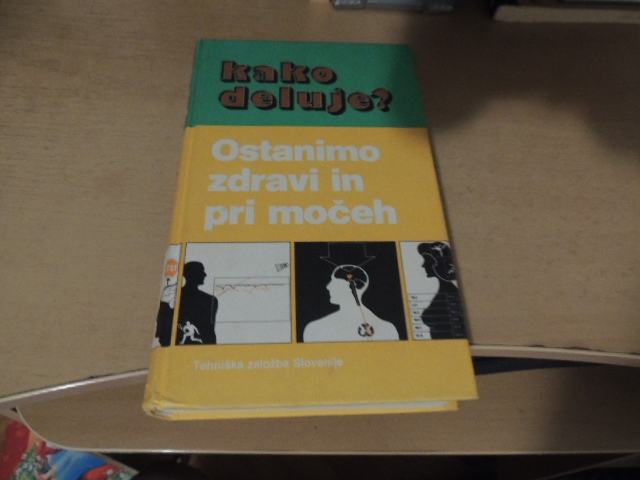 kako
deluje?
Ostanimo
zdravi in
pri močeh
Tehniška založba Slovenije